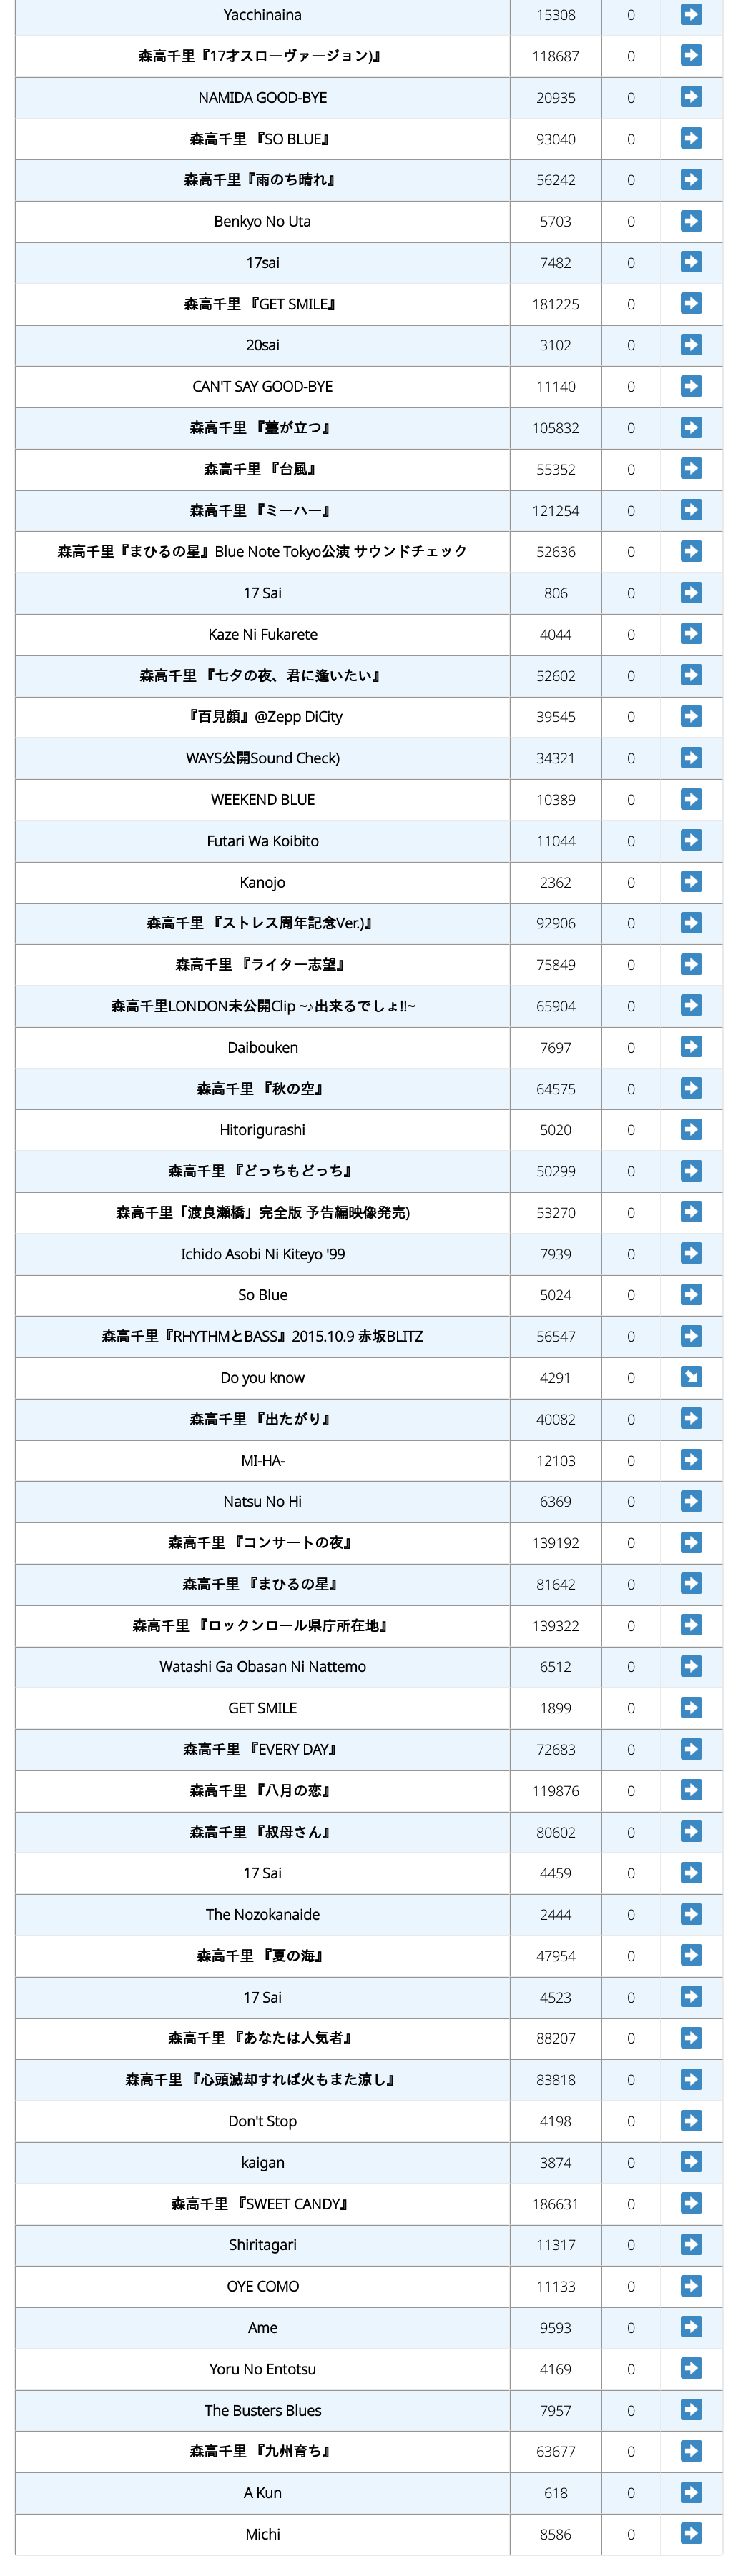 Yacchinaina 15308 0
森高千里『17才スローヴァージョン)』 118687 0
NAMIDA GOOD-BYE 20935 0
森高千里 『SO BLUE』 93040 0
森高千里『雨のち晴れ』 56242 0
Benkyo No Uta 5703 0
17sai 7482 0
森高千里 『GET SMILE』 181225 0
20sai 3102 0
CAN'T SAY GOOD-BYE 11140 0
森高千里 『薹が立つ』 105832 0
森高千里 『台風』 55352 0
森高千里 『ミーハー』 121254 0
森高千里『まひるの星』Blue Note Tokyo公演 サウンドチェック 52636 0
17 Sai 806 0
Kaze Ni Fukarete 4044 0
森高千里 『七夕の夜、君に逢いたい』 52602 0
『百見顔』@Zepp DiCity 39545 0
WAYS公開Sound Check) 34321 0
WEEKEND BLUE 10389 0
Futari Wa Koibito 11044 0
Kanojo 2362 0
森高千里 『ストレス周年記念Ver.)』 92906 0
森高千里 『ライター志望』 75849 0
森高千里LONDON未公開Clip ~♪出来るでしょ!!~ 65904 0
Daibouken 7697 0
森高千里 『秋の空』 64575 0
Hitorigurashi 5020 0
森高千里 『どっちもどっち』 50299 0
森高千里「渡良瀬橋」完全版 予告編映像発売) 53270 0
Ichido Asobi Ni Kiteyo '99 7939 0
So Blue 5024 0
森高千里『RHYTHMとBASS』2015.10.9 赤坂BLITZ 56547 0
Do you know 4291 0
森高千里 『出たがり』 40082 0
MI-HA- 12103 0
Natsu No Hi 6369 0
森高千里 『コンサートの夜』 139192 0
森高千里 『まひるの星』 81642 0
森高千里 『ロックンロール県庁所在地』 139322 0
Watashi Ga Obasan Ni Nattemo 6512 0
GET SMILE 1899 0
森高千里 『EVERY DAY』 72683 0
森高千里 『八月の恋』 119876 0
森高千里 『叔母さん』 80602 0
17 Sai 4459 0
The Nozokanaide 2444 0
森高千里 『夏の海』 47954 0
17 Sai 4523 0
森高千里 『あなたは人気者』 88207 0
森高千里 『心頭滅却すれば火もまた涼し』 83818 0
Don't Stop 4198 0
kaigan 3874 0
森高千里 『SWEET CANDY』 186631 0
Shiritagari 11317 0
OYE COMO 11133 0
Ame 9593 0
Yoru No Entotsu 4169 0
The Busters Blues 7957 0
森高千里 『九州育ち』 63677 0
A Kun 618 0
Michi 8586 0